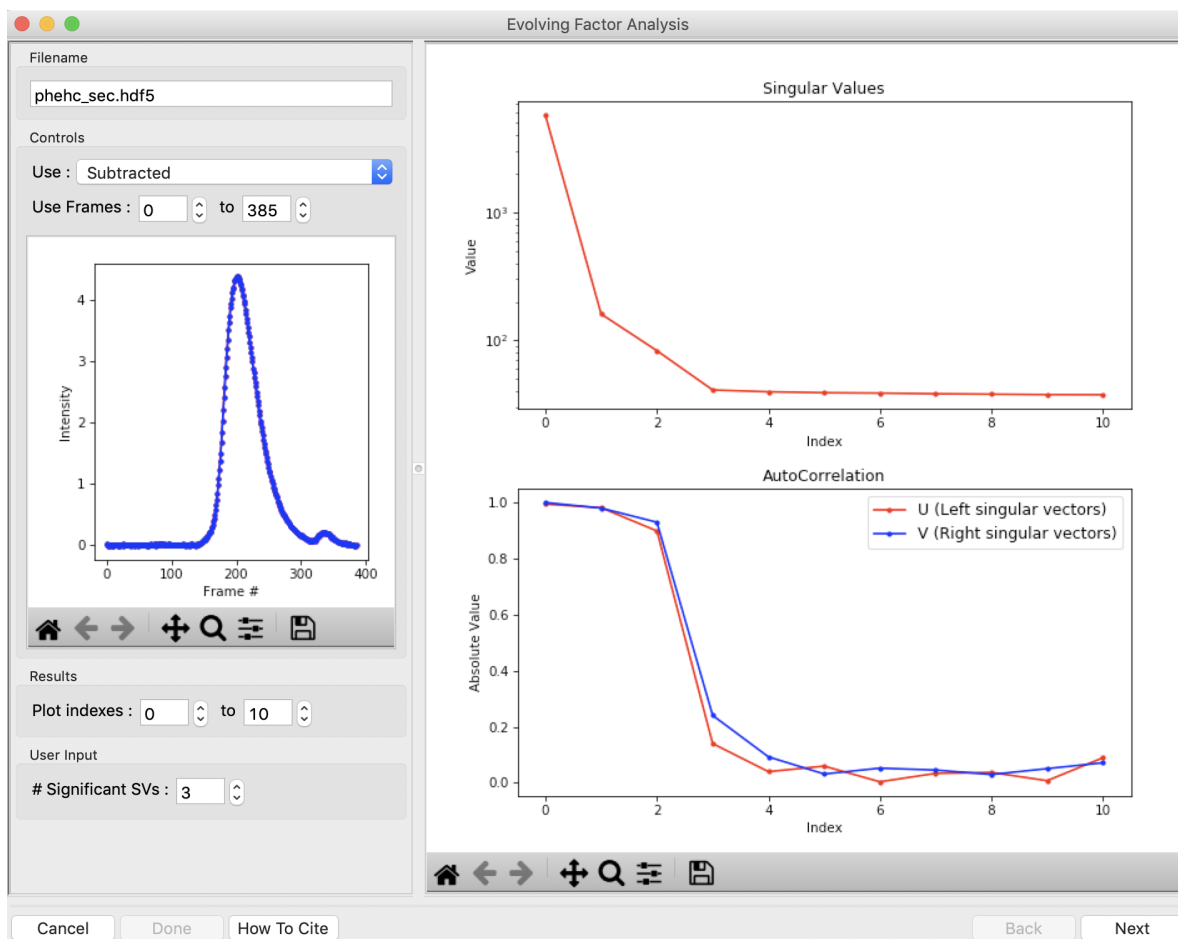 Evolving Factor Analysis
Filename
phehc_sec.hdf5
Controls
Use : Subtracted
Use Frames : 0 to 385
4
3
2
1
0
Intensity
0 100 200 300 400
Frame #
Results
Plot indexes : 0 to 10
User Input
# Significant SVs : 3
Singular Values
10³
10²
Value
0 2 4 6 8 10
Index
AutoCorrelation
U (Left singular vectors)
V (Right singular vectors)
1.0
0.8
0.6
0.4
0.2
0.0
Absolute Value
0 2 4 6 8 10
Index
Cancel Done How To Cite Back Next